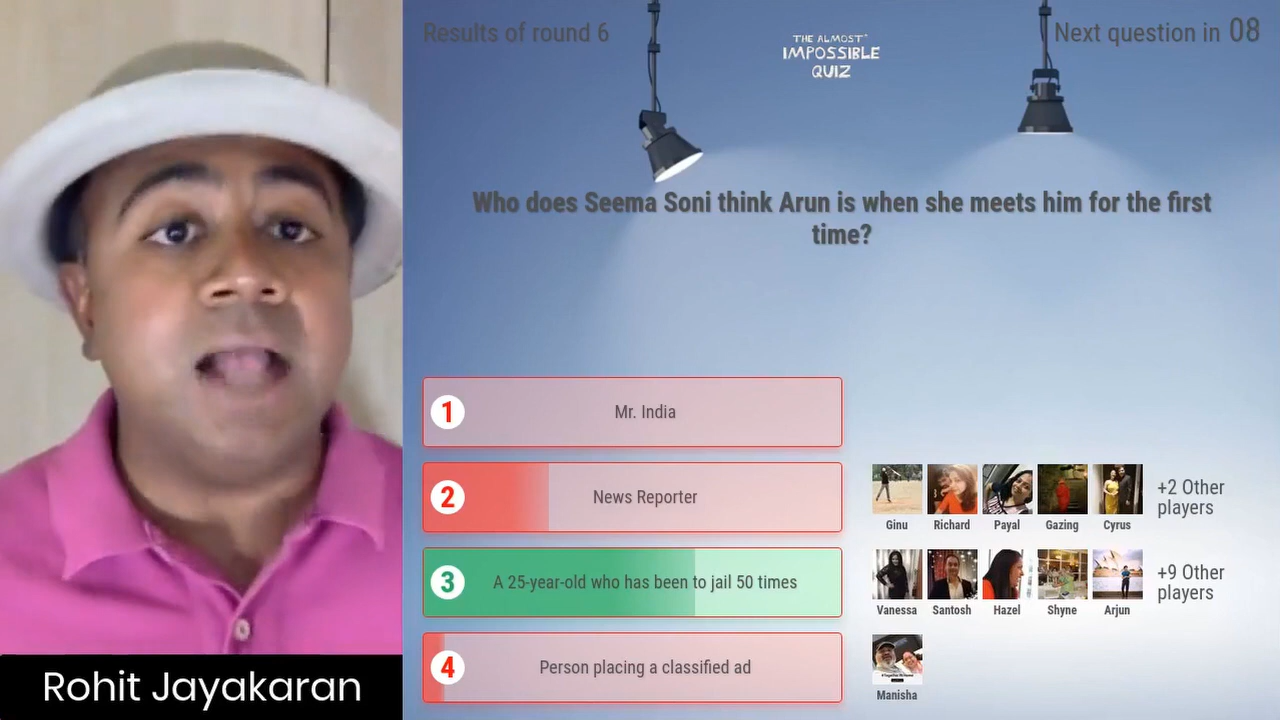 Results of round 6
THE ALMOST
IMPOSSIBLE
QUIZ
Next question in 08
Who does Seema Soni think Arun is when she meets him for the first
time?
1 Mr. India
2 News Reporter
Ginu Richard Payal Gazing Cyrus
+2 Other
players
3 A 25-year-old who has been to jail 50 times
Vanessa Santosh Hazel Shyne Arjun
+9 Other
players
4 Person placing a classified ad
Manisha
Rohit Jayakaran